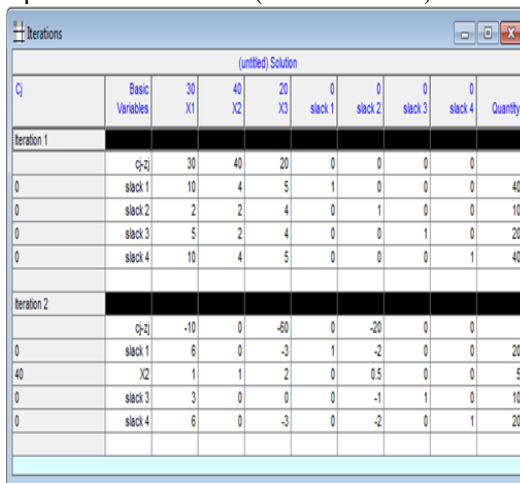 Iterations
(untitled) Solution
Cj Basic Variables 30 X1 40 X2 20 X3 0 slack 1 0 slack 2 0 slack 3 0 slack 4 Quantity
Iteration 1
cj-zj 30 40 20 0 0 0 0
0 slack 1 10 4 5 1 0 0 0 40
0 slack 2 2 2 4 0 1 0 0 10
0 slack 3 5 2 4 0 0 1 0 20
0 slack 4 10 4 5 0 0 0 1 40
Iteration 2
cj-zj -10 0 -60 0 -20 0 0
0 slack 1 6 0 -3 1 -2 0 0 20
40 X2 1 1 2 0 0.5 0 0 5
0 slack 3 3 0 0 0 -1 1 0 10
0 slack 4 6 0 -3 0 -2 0 1 20